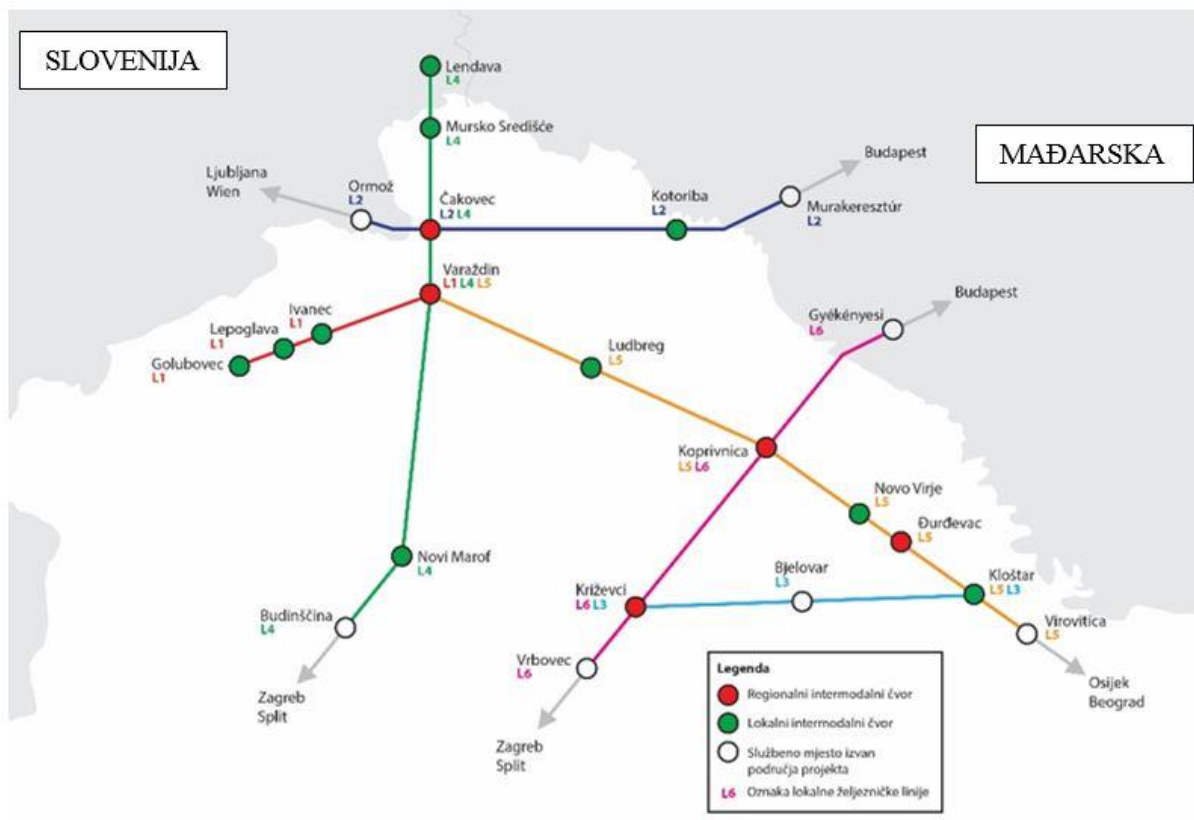 SLOVENIJA
MAĐARSKA
Lendava
L4
Mursko Središće
L4
Ljubljana
Wien
Ormož
L2
Čakovec
L2 L4
Kotoriba
L2
Budapest
Murakeresztúr
L2
Varaždin
L1 L4 L5
Ivanec
L1
Lepoglava
L1
Golubovec
L1
Budapest
Gyékényesi
L6
Ludbreg
L5
Koprivnica
L5 L6
Novo Virje
L5
Đurđevac
L5
Novi Marof
L4
Bjelovar
L3
Kloštar
L5 L3
Križevci
L6 L3
Budinščina
L4
Virovitica
L5
Vrbovec
L6
Zagreb
Split
Zagreb
Split
Osijek
Beograd
Legenda
Regionalni intermodalni čvor
Lokalni intermodalni čvor
Službeno mjesto izvan
područja projekta
L6 Oznaka lokalne željezničke linije